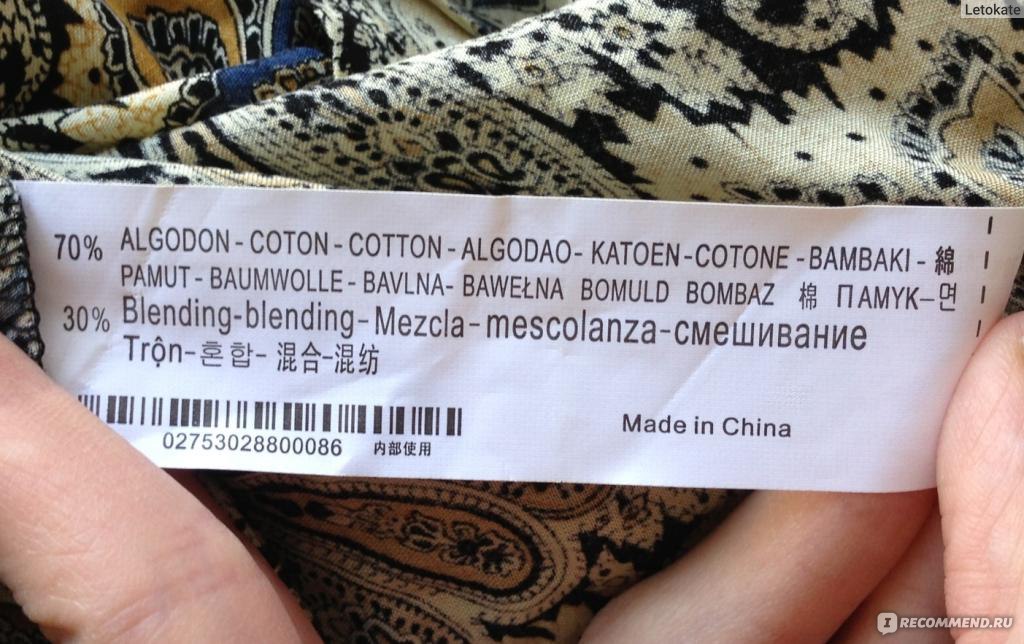 Letokate
70% ALGODON - COTON - COTTON - ALGODAO - KATOEN - COTONE - BAMBAKI - 綿
PAMUT - BAUMWOLLE - BAVLNA - BAWEŁNA BOMULD BOMBAZ 棉 ПАМУК - 면
30% Blending - blending - Mezcla - mescolanza - смешивание
Trộn - 혼합 - 混合 - 混纺
02753028800086 内部使用
Made in China
IRECOMMEND.RU